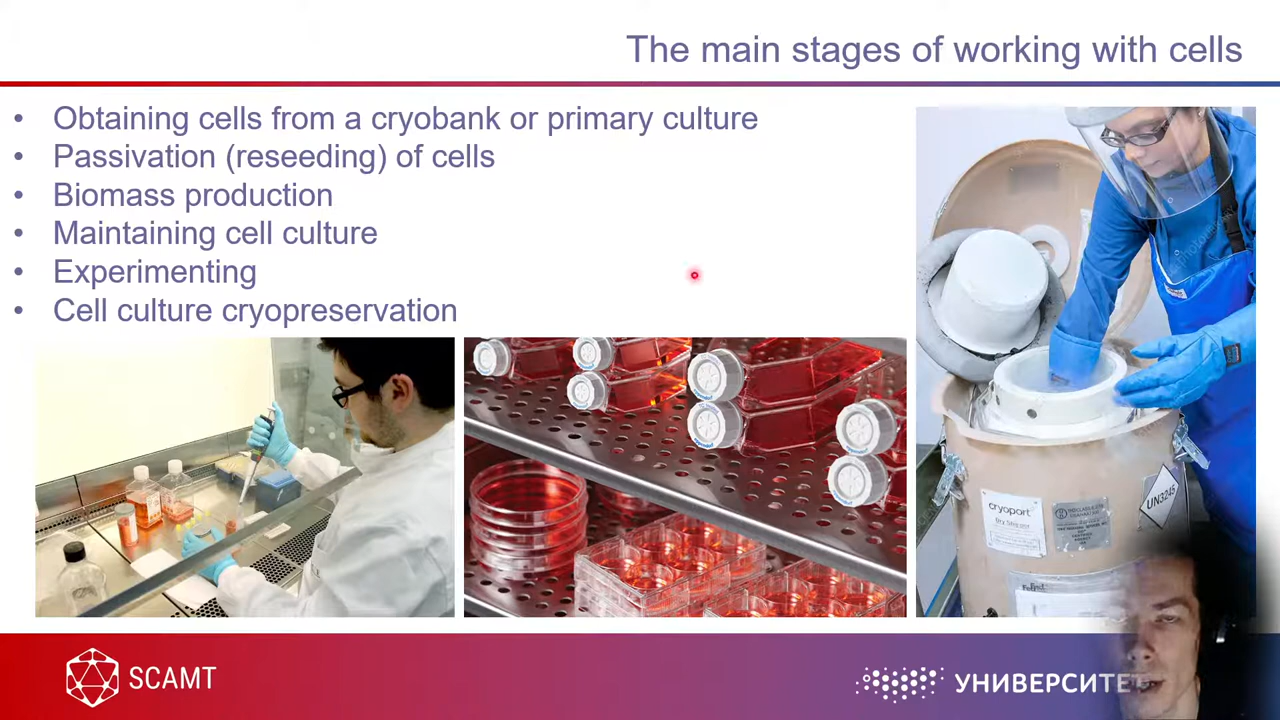 The main stages of working with cells
• Obtaining cells from a cryobank or primary culture
• Passivation (reseeding) of cells
• Biomass production
• Maintaining cell culture
• Experimenting
• Cell culture cryopreservation
UN3245
cryoport
SCAMT
УНИВЕРСИТЕ